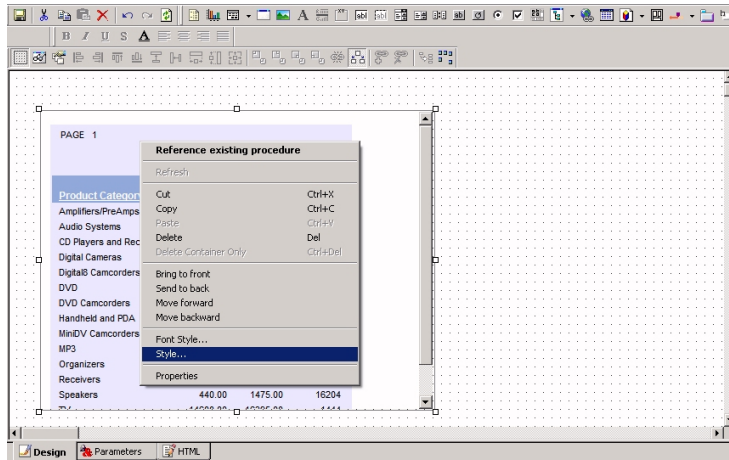 B I U S A
PAGE 1
Reference existing procedure
Refresh
Product Categor
Cut Ctrl+X
Amplifiers/PreAmps
Copy Ctrl+C
Audio Systems
Paste Ctrl+V
CD Players and Rec
Delete Del
Digital Cameras
Delete Container Only Ctrl+Del
Digital8 Camcorders
Bring to front
DVD
Send to back
DVD Camcorders
Move forward
Handheld and PDA
Move backward
MiniDV Camcorders
Font Style...
MP3
Style...
Organizers
Receivers
Properties
Speakers 440.00 1475.00 16204
Design Parameters HTML